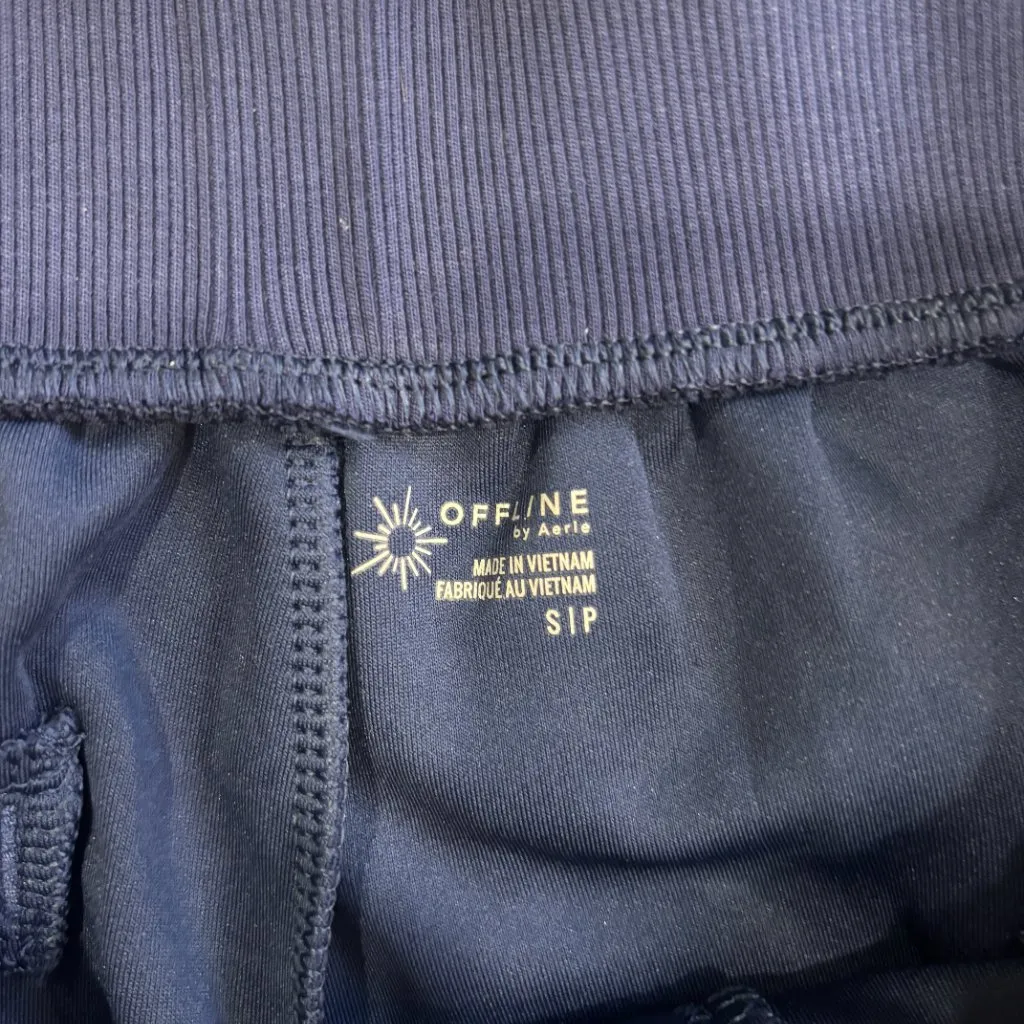 OFFLINE
by Aerie
MADE IN VIETNAM
FABRIQUÉ AU VIETNAM
S|P